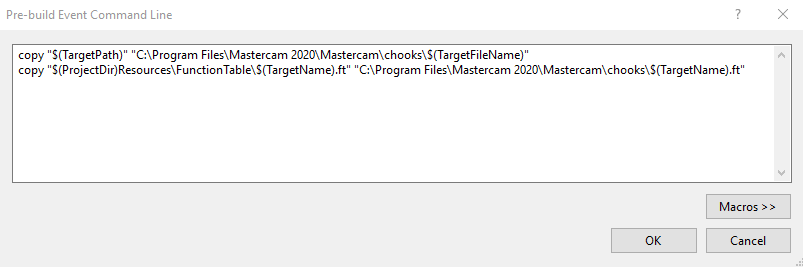 Pre-build Event Command Line
copy "$(TargetPath)" "C:\Program Files\Mastercam 2020\Mastercam\chooks\$(TargetFileName)"
copy "$(ProjectDir)Resources\FunctionTable\$(TargetName).ft" "C:\Program Files\Mastercam 2020\Mastercam\chooks\$(TargetName).ft"
Macros >>
OK Cancel